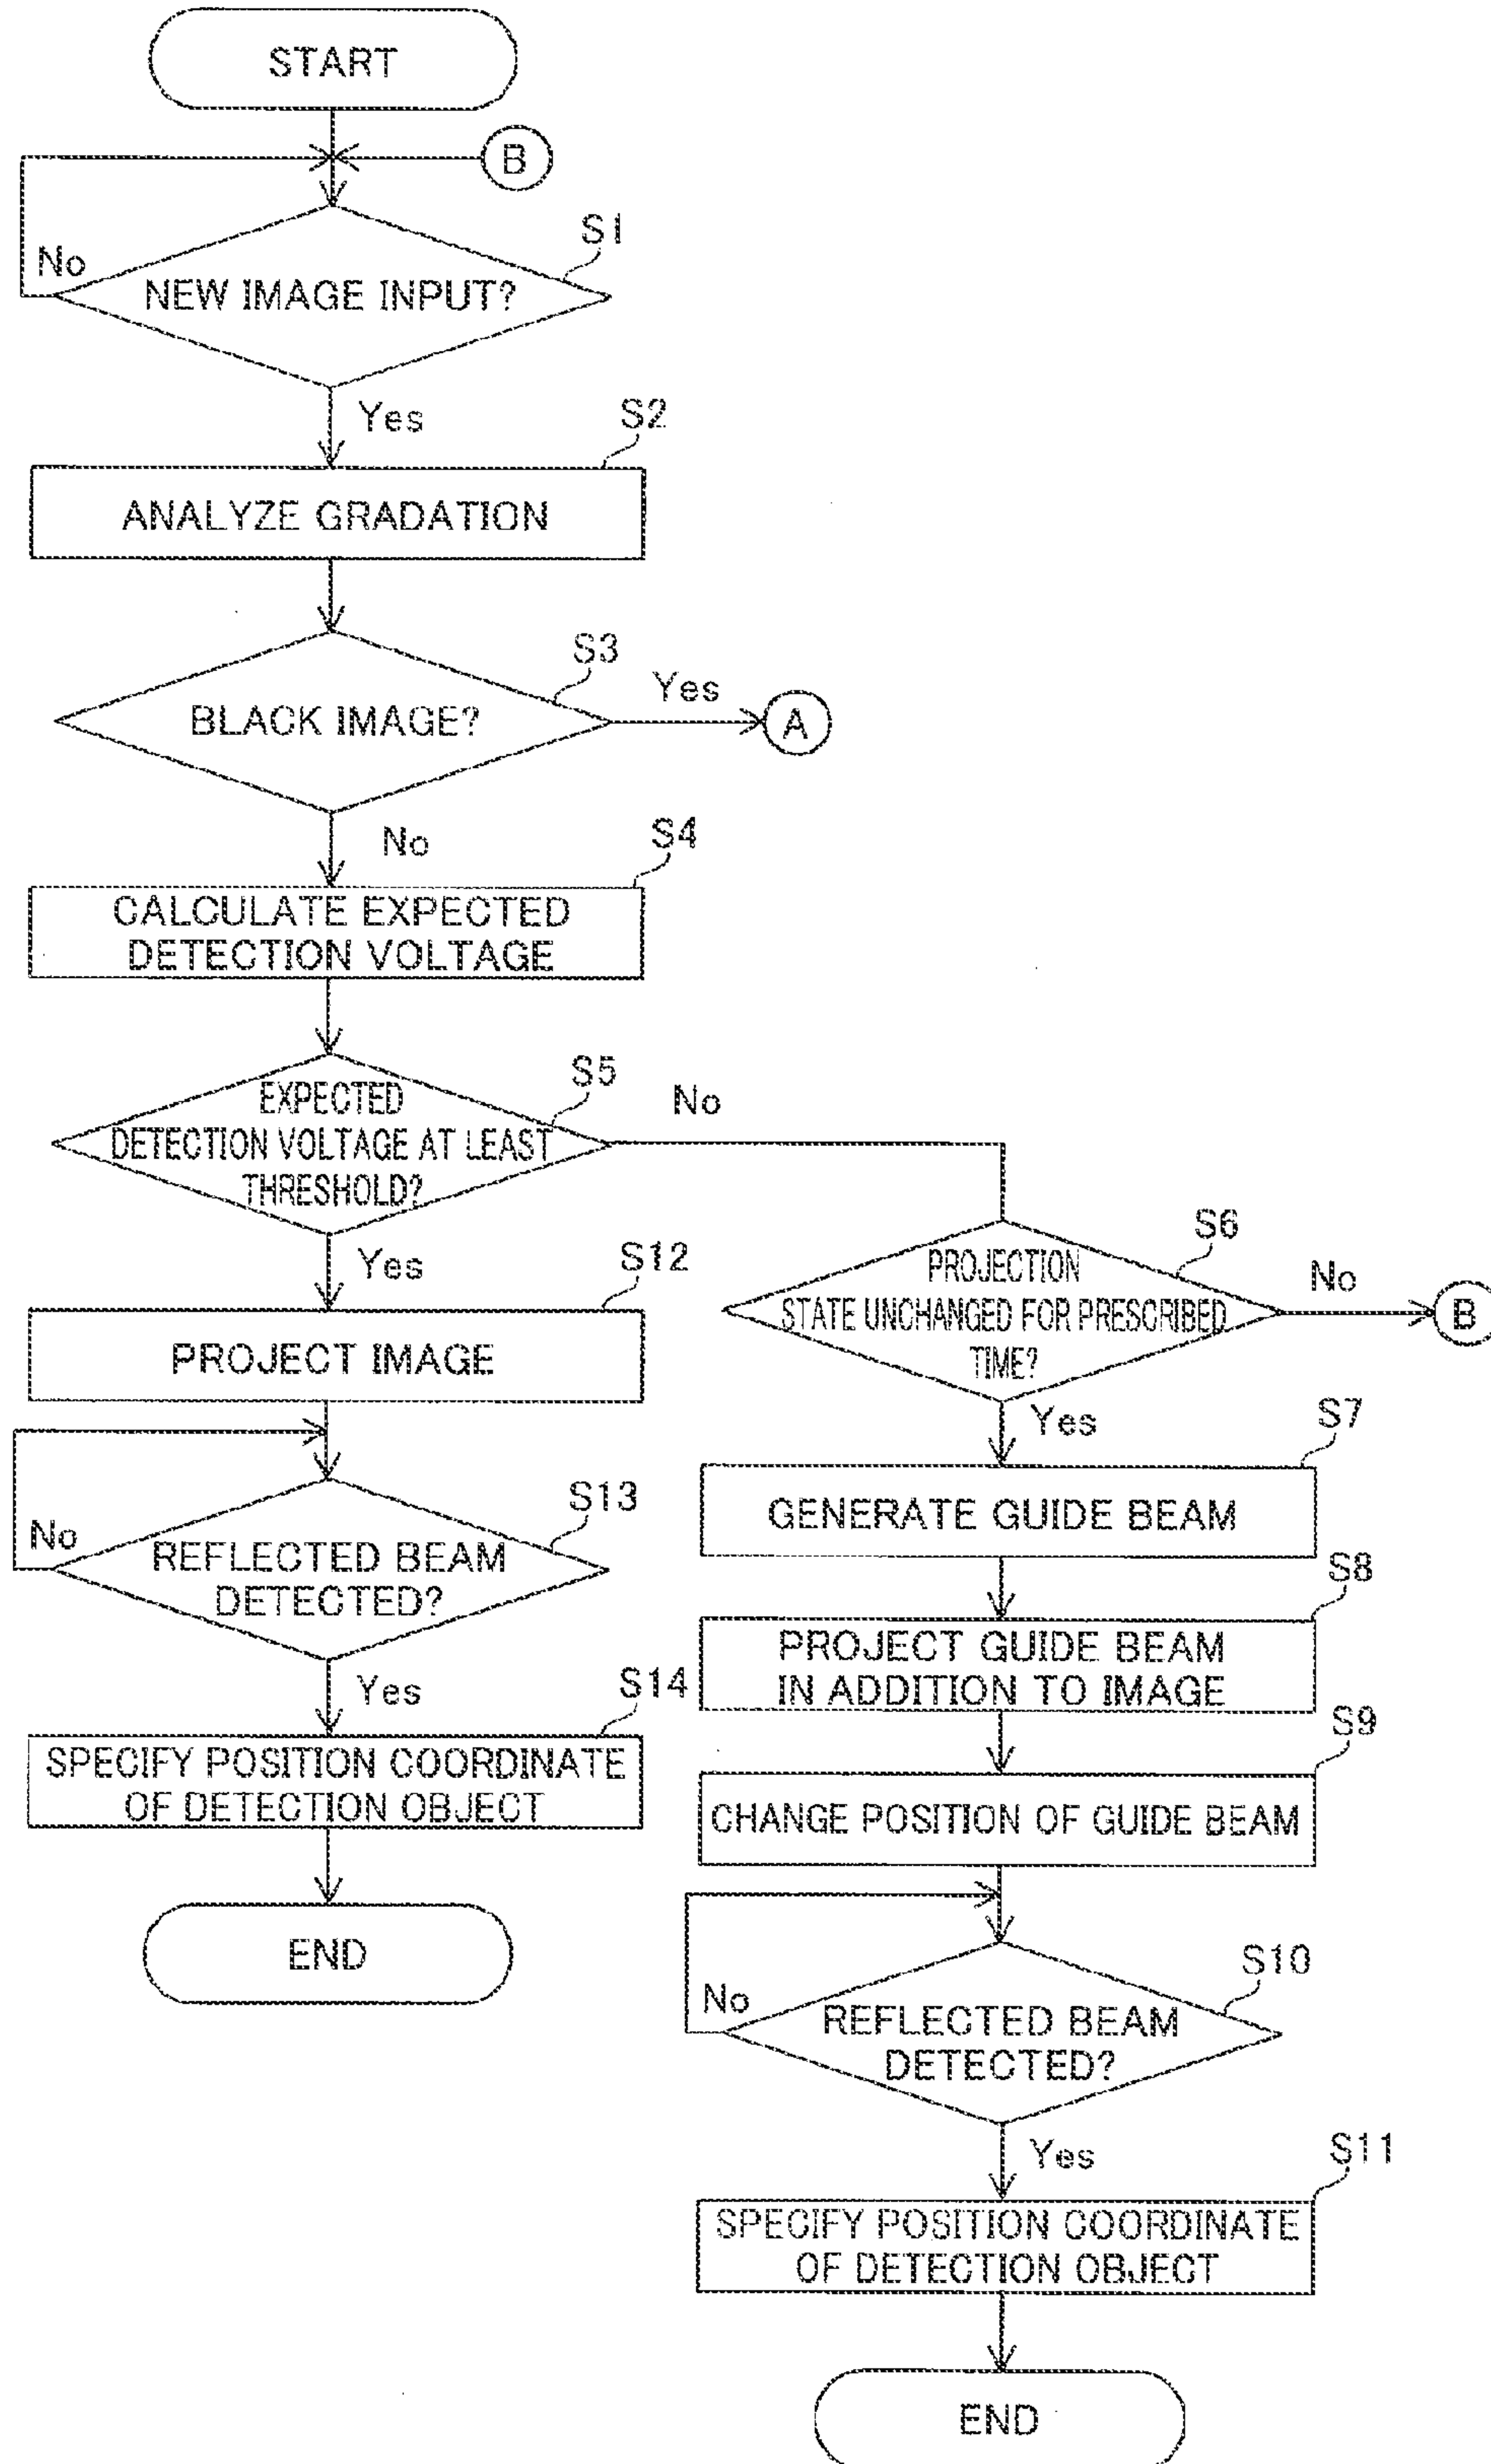 START
B
S1
No
NEW IMAGE INPUT?
Yes
S2
ANALYZE GRADATION
S3
Yes
BLACK IMAGE?
A
No
S4
CALCULATE EXPECTED
DETECTION VOLTAGE
S5
No
EXPECTED
DETECTION VOLTAGE AT LEAST
THRESHOLD?
Yes
S12
PROJECT IMAGE
S13
No
REFLECTED BEAM
DETECTED?
Yes
S14
SPECIFY POSITION COORDINATE
OF DETECTION OBJECT
END
S6
No
PROJECTION
STATE UNCHANGED FOR PRESCRIBED
TIME?
B
Yes
S7
GENERATE GUIDE BEAM
S8
PROJECT GUIDE BEAM
IN ADDITION TO IMAGE
S9
CHANGE POSITION OF GUIDE BEAM
S10
No
REFLECTED BEAM
DETECTED?
Yes
S11
SPECIFY POSITION COORDINATE
OF DETECTION OBJECT
END